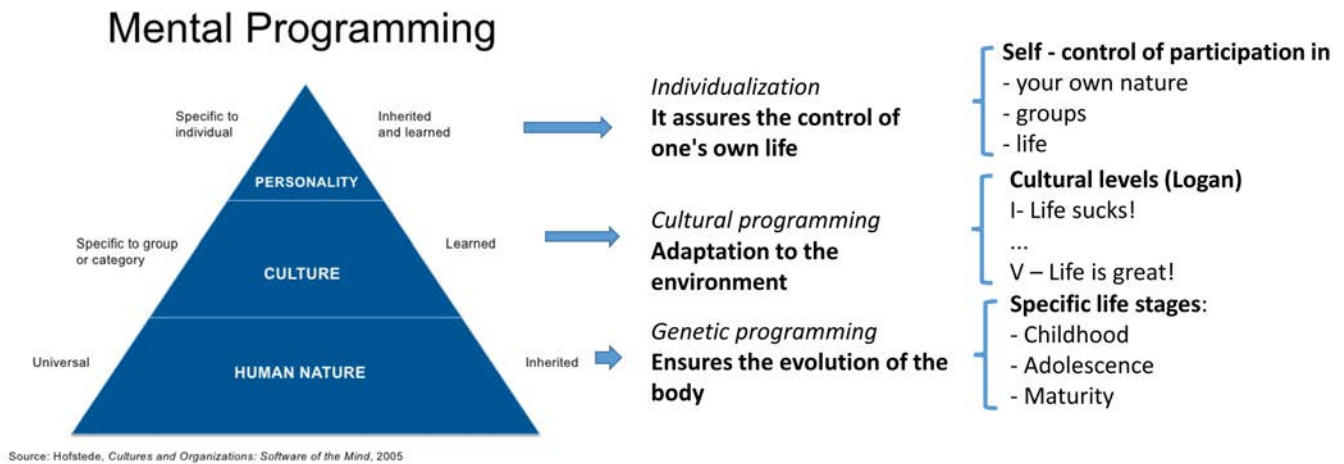 Mental Programming
Specific to
individual
Inherited
and learned
PERSONALITY
Individualization
It assures the control of
one's own life
Self - control of participation in
- your own nature
- groups
- life
Specific to group
or category
Learned
CULTURE
Cultural programming
Adaptation to the
environment
Cultural levels (Logan)
I- Life sucks!
...
V – Life is great!
Universal
Inherited
HUMAN NATURE
Genetic programming
Ensures the evolution of the
body
Specific life stages:
- Childhood
- Adolescence
- Maturity
Source: Hofstede, Cultures and Organizations: Software of the Mind, 2005